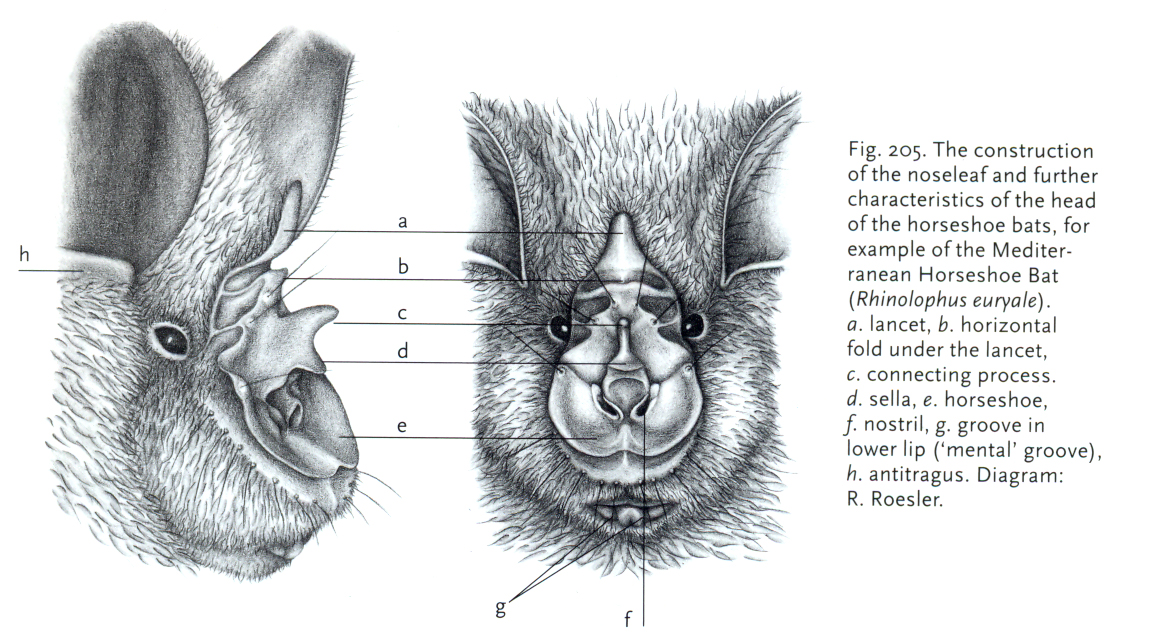 h
a
b
c
d
e
g
f
Fig. 205. The construction
of the noseleaf and further
characteristics of the head
of the horseshoe bats, for
example of the Mediter-
ranean Horseshoe Bat
(Rhinolophus euryale).
a. lancet, b. horizontal
fold under the lancet,
c. connecting process.
d. sella, e. horseshoe,
f. nostril, g. groove in
lower lip (‘mental’ groove),
h. antitragus. Diagram:
R. Roesler.